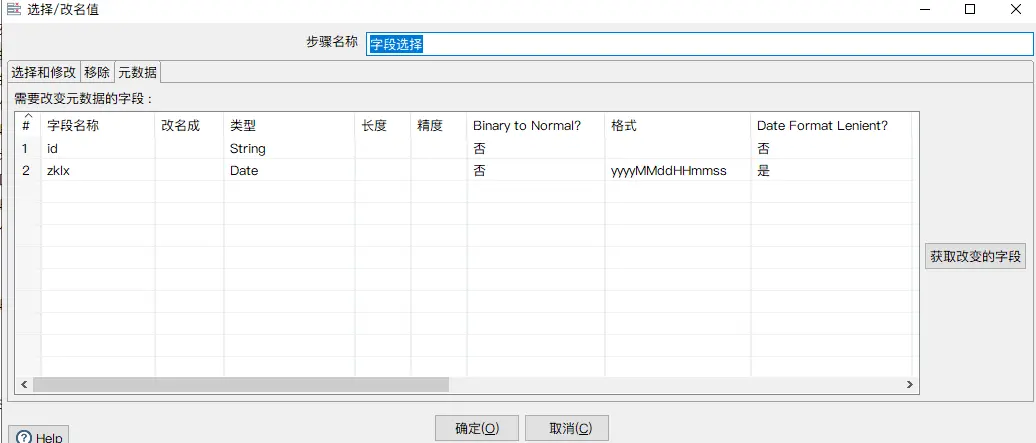 选择/改名值
步骤名称 字段选择
选择和修改 移除 元数据
需要改变元数据的字段：
# 字段名称 改名成 类型 长度 精度 Binary to Normal? 格式 Date Format Lenient?
1 id String 否 否
2 zklx Date 否 yyyyMMddHHmmss 是
获取改变的字段
确定(O) 取消(C)
Help